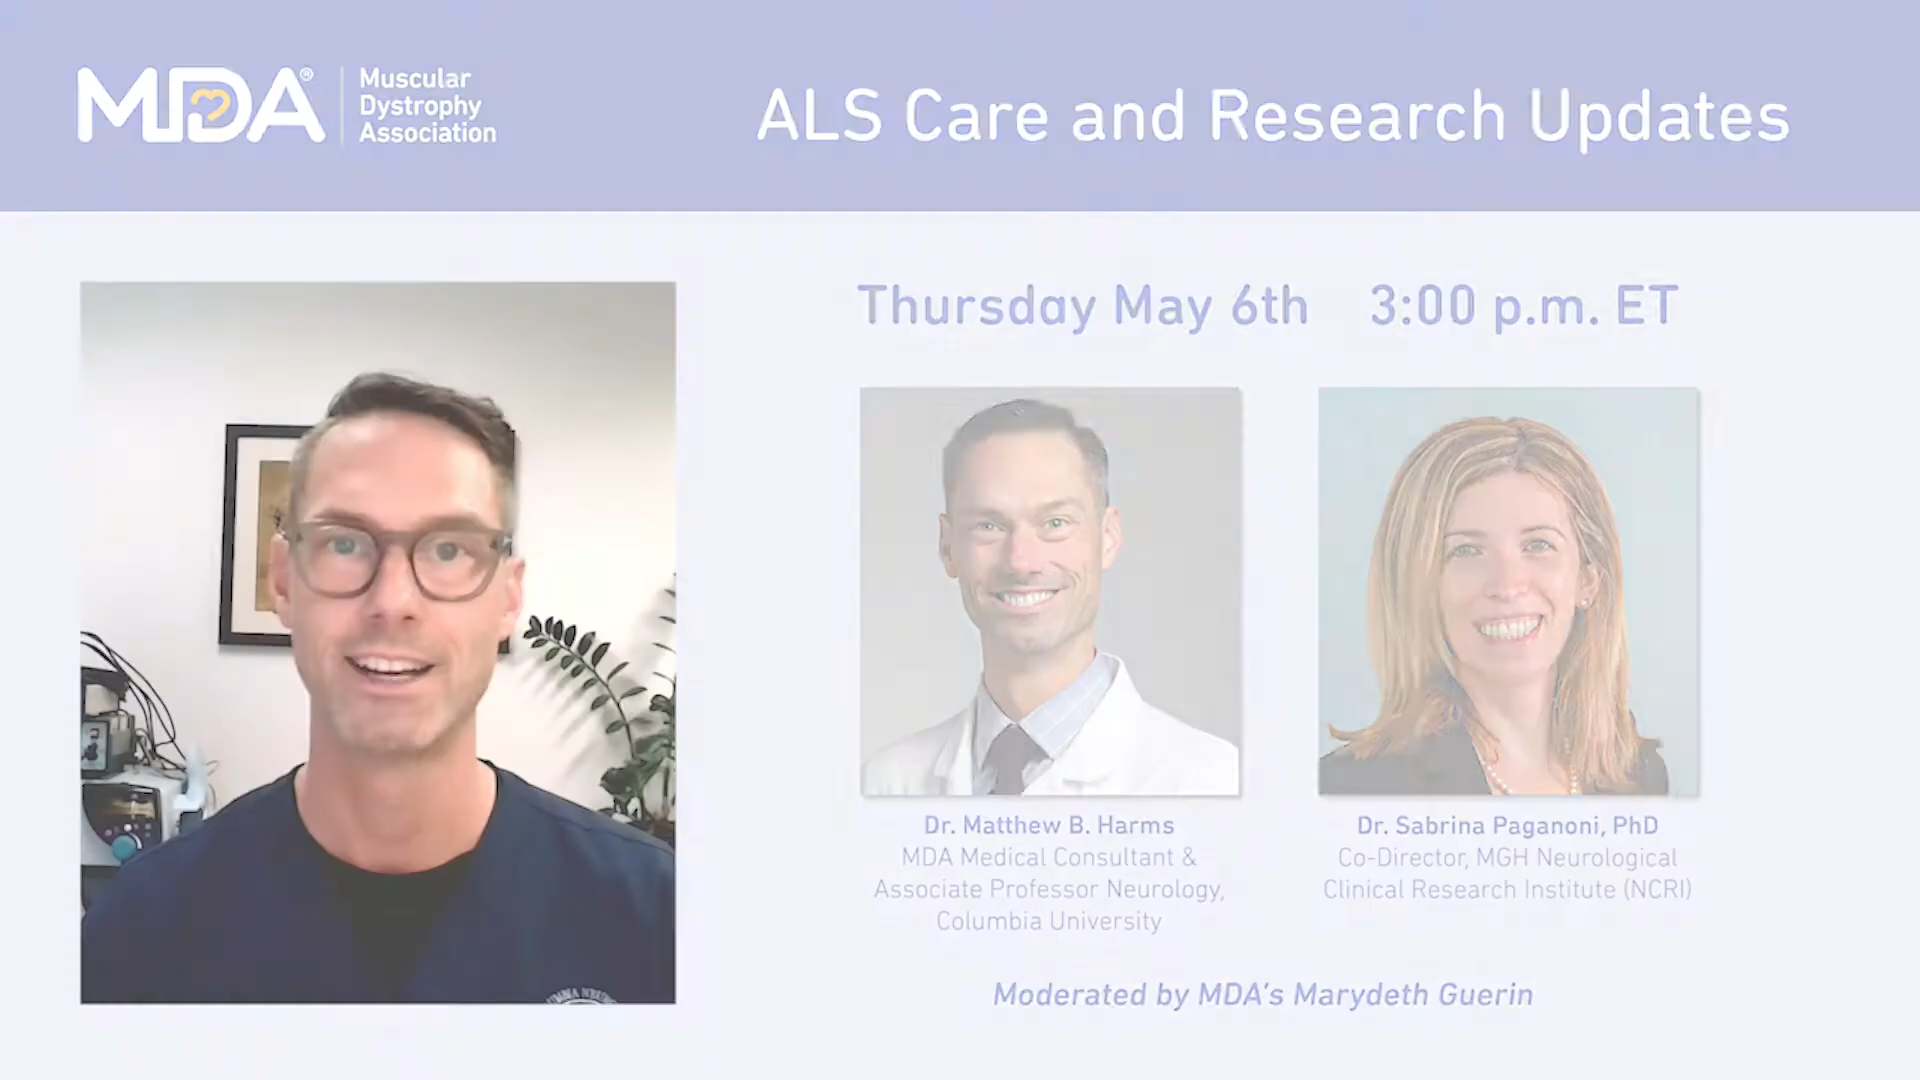 MDA®
Muscular
Dystrophy
Association
ALS Care and Research Updates
Thursday May 6th 3:00 p.m. ET
Dr. Matthew B. Harms
MDA Medical Consultant &
Associate Professor Neurology,
Columbia University
Dr. Sabrina Paganoni, PhD
Co-Director, MGH Neurological
Clinical Research Institute (NCRI)
Moderated by MDA's Marydeth Guerin